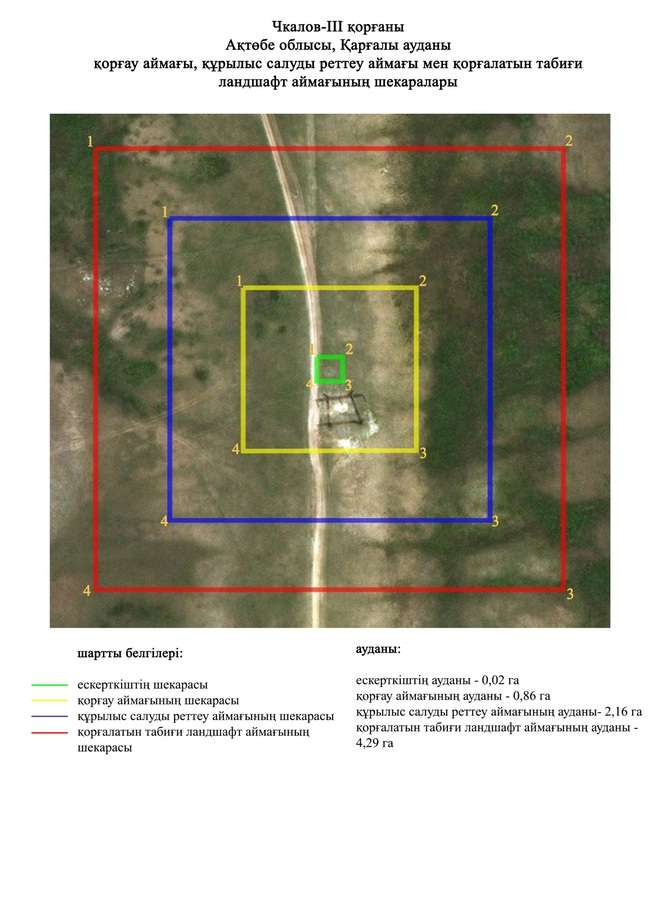 Чкалов-III қорғаны
Ақтөбе облысы, Қарғалы ауданы
қорғау аймағы, құрылыс салуды реттеу аймағы мен қорғалатын табиғи
ландшафт аймағының шекаралары
1 2
1 2
1 2
1 2
4 3
4 3
4 3
4 3
шартты белгілері:
ескерткіштің шекарасы
қорғау аймағының шекарасы
құрылыс салуды реттеу аймағының шекарасы
қорғалатын табиғи ландшафт аймағының
шекарасы
ауданы:
ескерткіштің ауданы - 0,02 га
қорғау аймағының ауданы - 0,86 га
құрылыс салуды реттеу аймағының ауданы- 2,16 га
қорғалатын табиғи ландшафт аймағының ауданы -
4,29 га